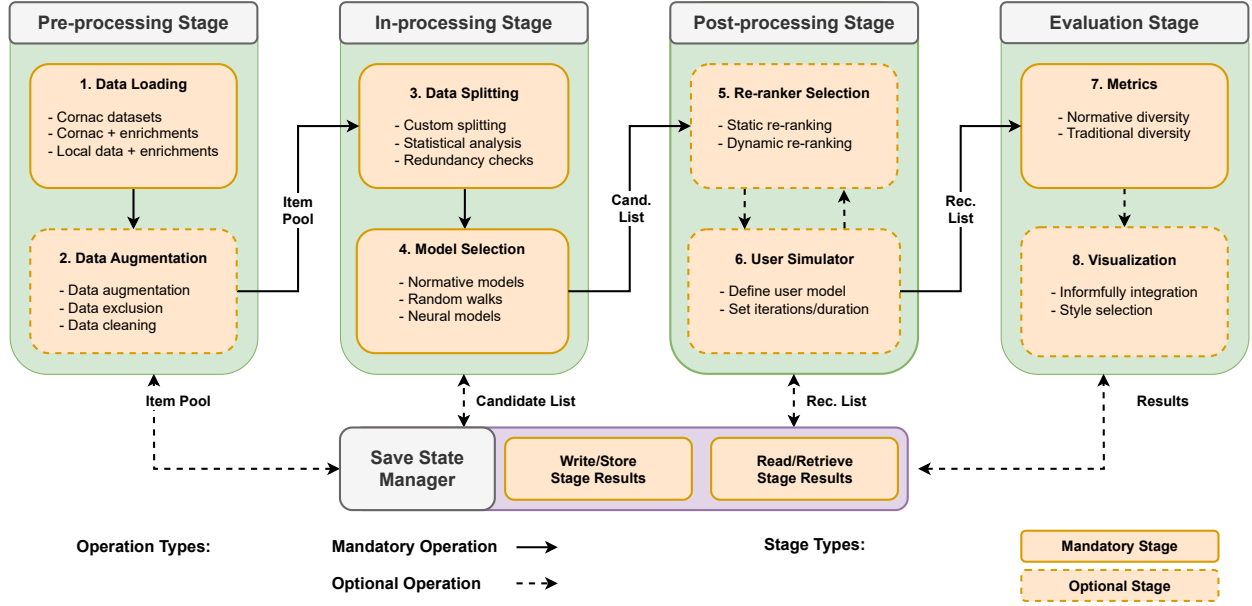 Pre-processing Stage
1. Data Loading
- Cornac datasets
- Cornac + enrichments
- Local data + enrichments
2. Data Augmentation
- Data augmentation
- Data exclusion
- Data cleaning
Item
Pool
In-processing Stage
3. Data Splitting
- Custom splitting
- Statistical analysis
- Redundancy checks
4. Model Selection
- Normative models
- Random walks
- Neural models
Cand.
List
Post-processing Stage
5. Re-ranker Selection
- Static re-ranking
- Dynamic re-ranking
6. User Simulator
- Define user model
- Set iterations/duration
Rec.
List
Evaluation Stage
7. Metrics
- Normative diversity
- Traditional diversity
8. Visualization
- Informfully integration
- Style selection
Item Pool
Candidate List
Rec. List
Results
Save State
Manager
Write/Store
Stage Results
Read/Retrieve
Stage Results
Operation Types:
Mandatory Operation
Optional Operation
Stage Types:
Mandatory Stage
Optional Stage